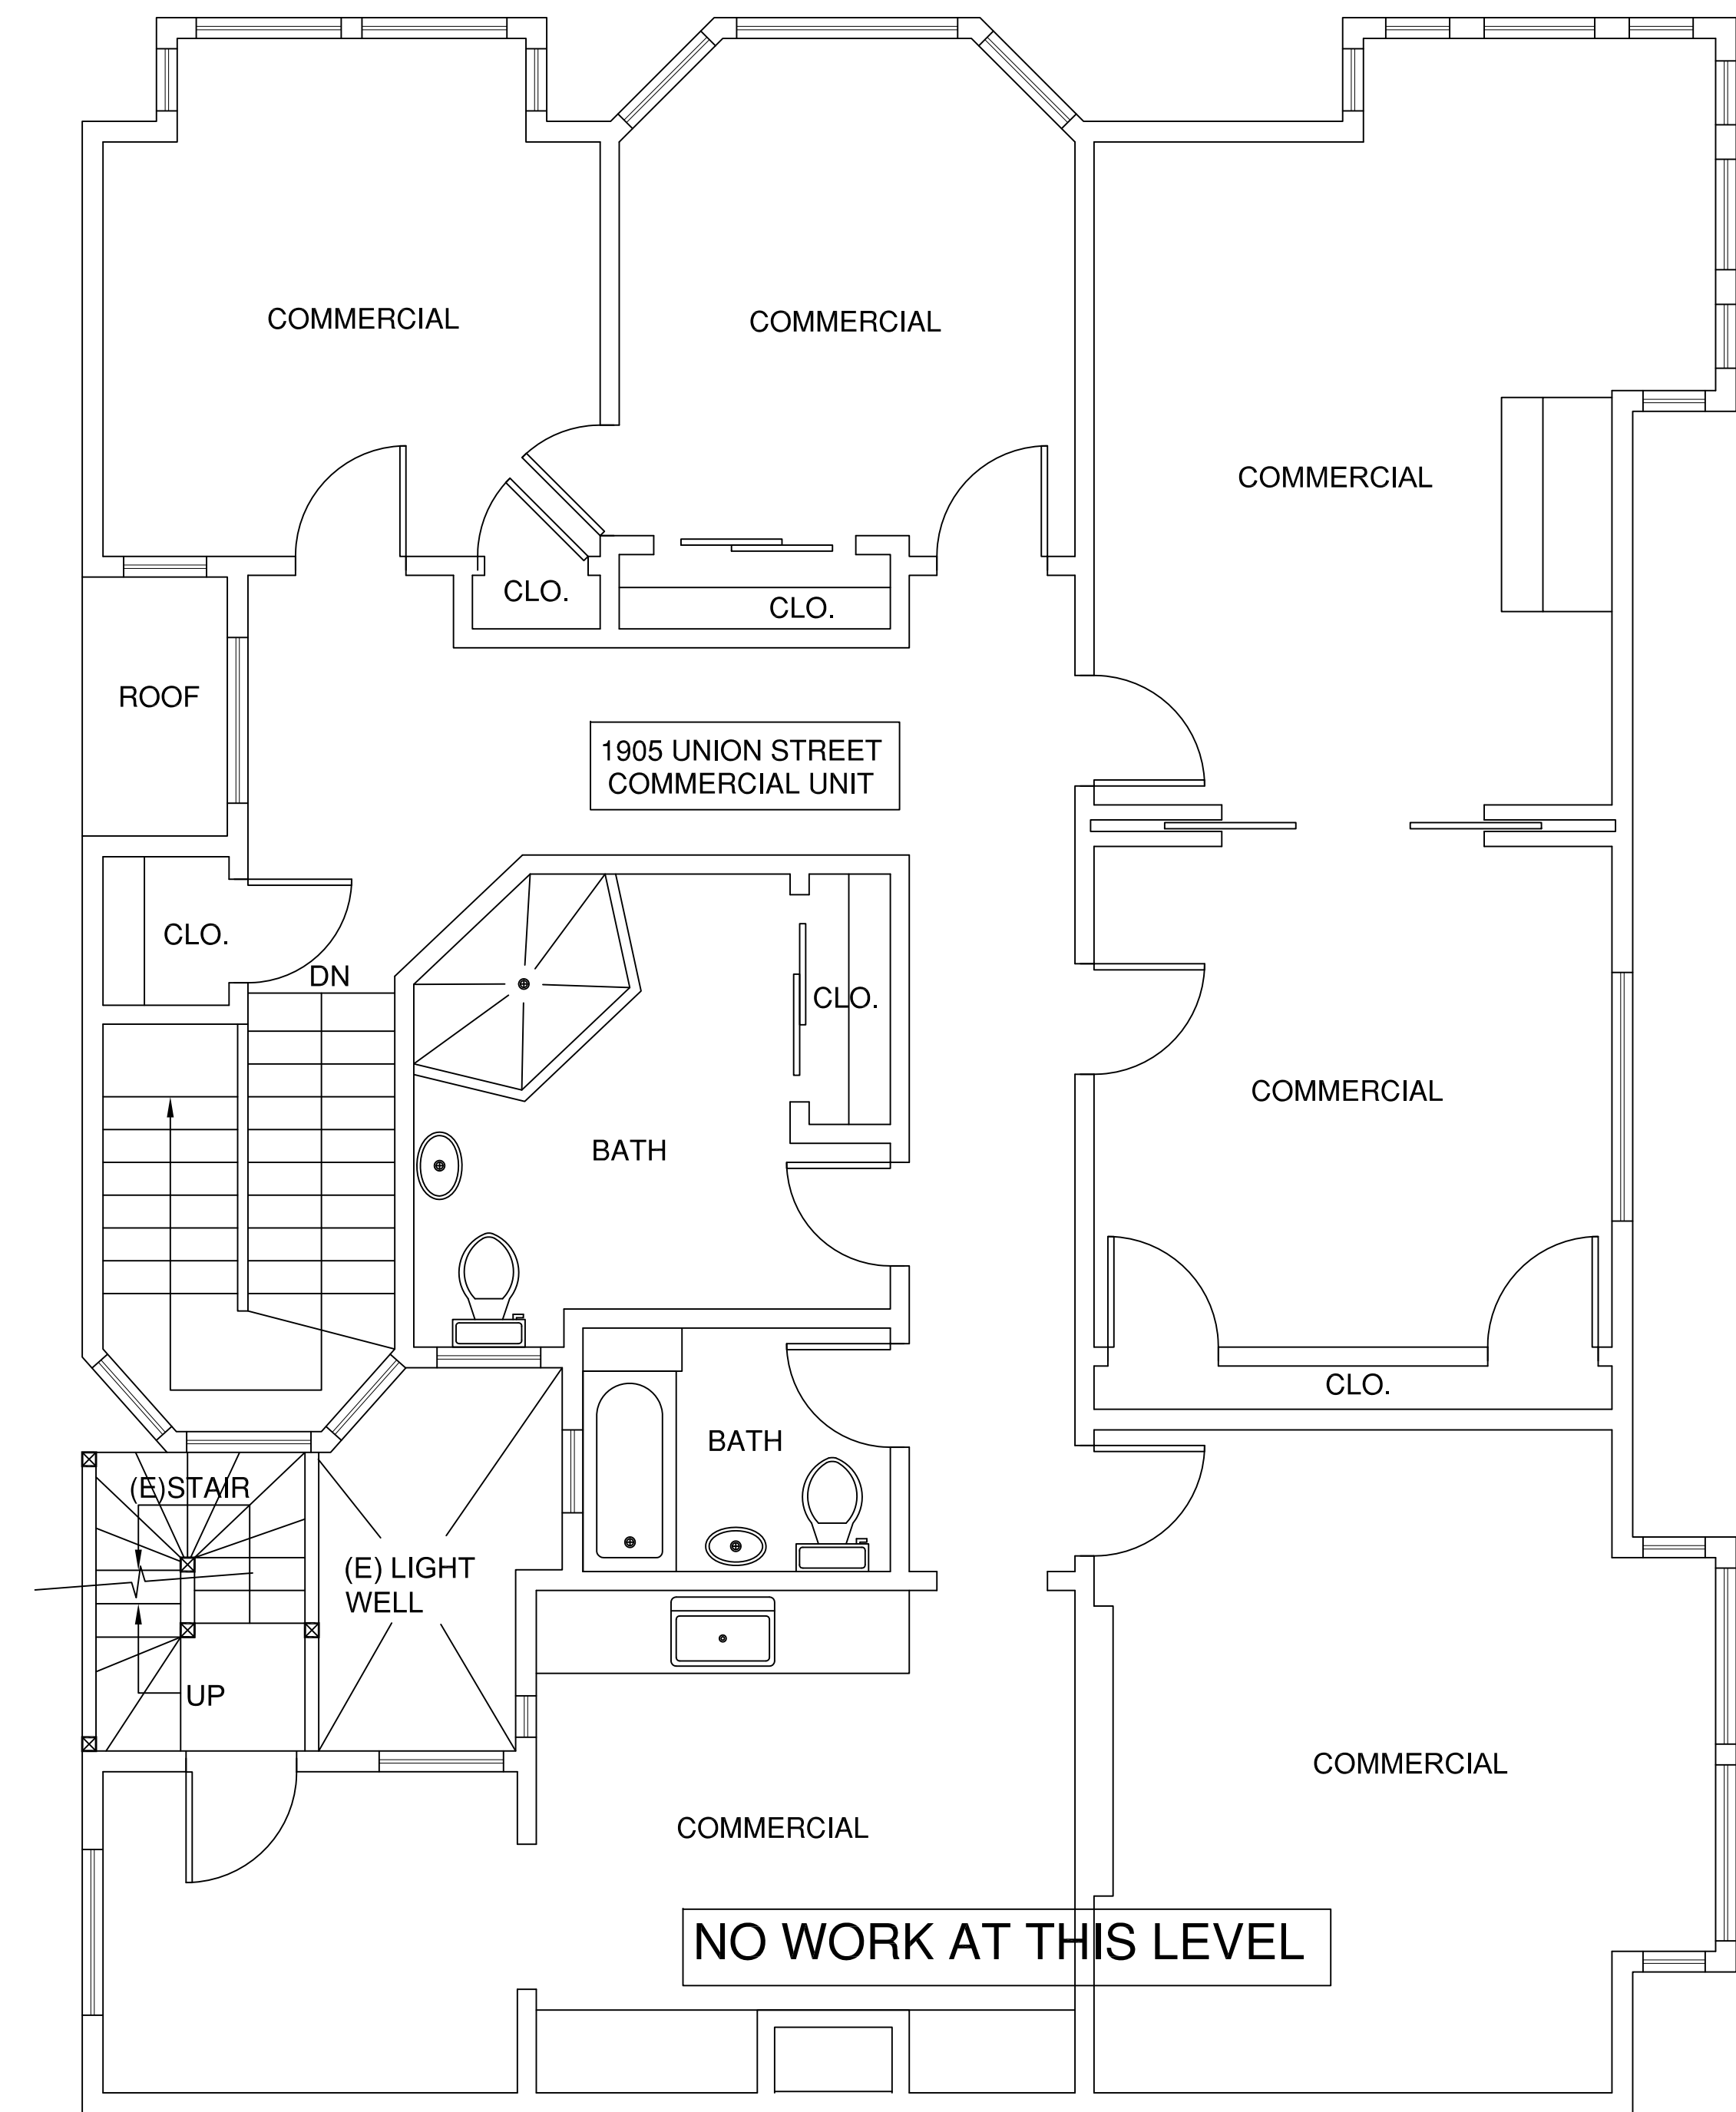 COMMERCIAL
COMMERCIAL
COMMERCIAL
CLO.
CLO.
ROOF
1905 UNION STREET
COMMERCIAL UNIT
CLO.
DN
CLO.
COMMERCIAL
BATH
CLO.
BATH
(E)STAIR
(E) LIGHT
WELL
UP
COMMERCIAL
COMMERCIAL
NO WORK AT THIS LEVEL